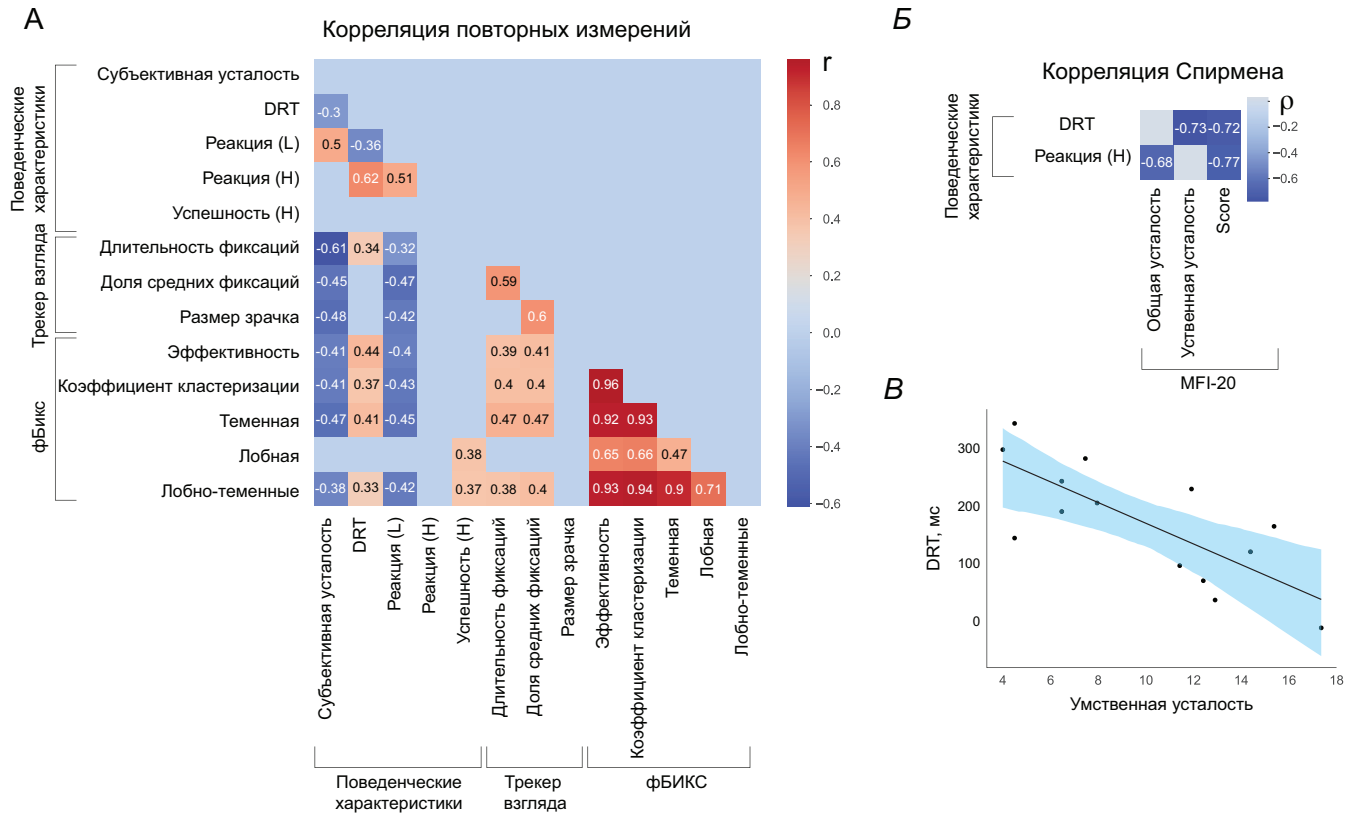 А
Корреляция повторных измерений
Поведенческие
характеристики
Трекер взгляда
фБикс
Субъективная усталость
DRT
-0.3
Реакция (L)
0.5 -0.36
Реакция (H)
0.62 0.51
Успешность (H)
Длительность фиксаций
-0.61 0.34 -0.32
Доля средних фиксаций
-0.45 -0.47 0.59
Размер зрачка
-0.48 -0.42 0.6
Эффективность
-0.41 0.44 -0.4 0.39 0.41
Коэффициент кластеризации
-0.41 0.37 -0.43 0.4 0.4 0.96
Теменная
-0.47 0.41 -0.45 0.47 0.47 0.92 0.93
Лобная
0.38 0.65 0.66 0.47
Лобно-теменные
-0.38 0.33 -0.42 0.37 0.38 0.4 0.93 0.94 0.9 0.71
Субъективная усталость
DRT
Реакция (L)
Реакция (H)
Успешность (H)
Длительность фиксаций
Доля средних фиксаций
Размер зрачка
Эффективность
Коэффициент кластеризации
Теменная
Лобная
Лобно-теменные
Поведенческие
характеристики
Трекер
взгляда
фБИКС
r
0.8
0.6
0.4
0.2
0.0
−0.2
−0.4
−0.6
Б
Корреляция Спирмена
Поведенческие
характеристики
DRT
-0.73 -0.72
Реакция (H)
-0.68 -0.77
ρ
−0.2
−0.4
−0.6
Общая усталость
Уственная усталость
Score
MFI-20
В
DRT, мс
300
200
100
0
4 6 8 10 12 14 16 18
Умственная усталость